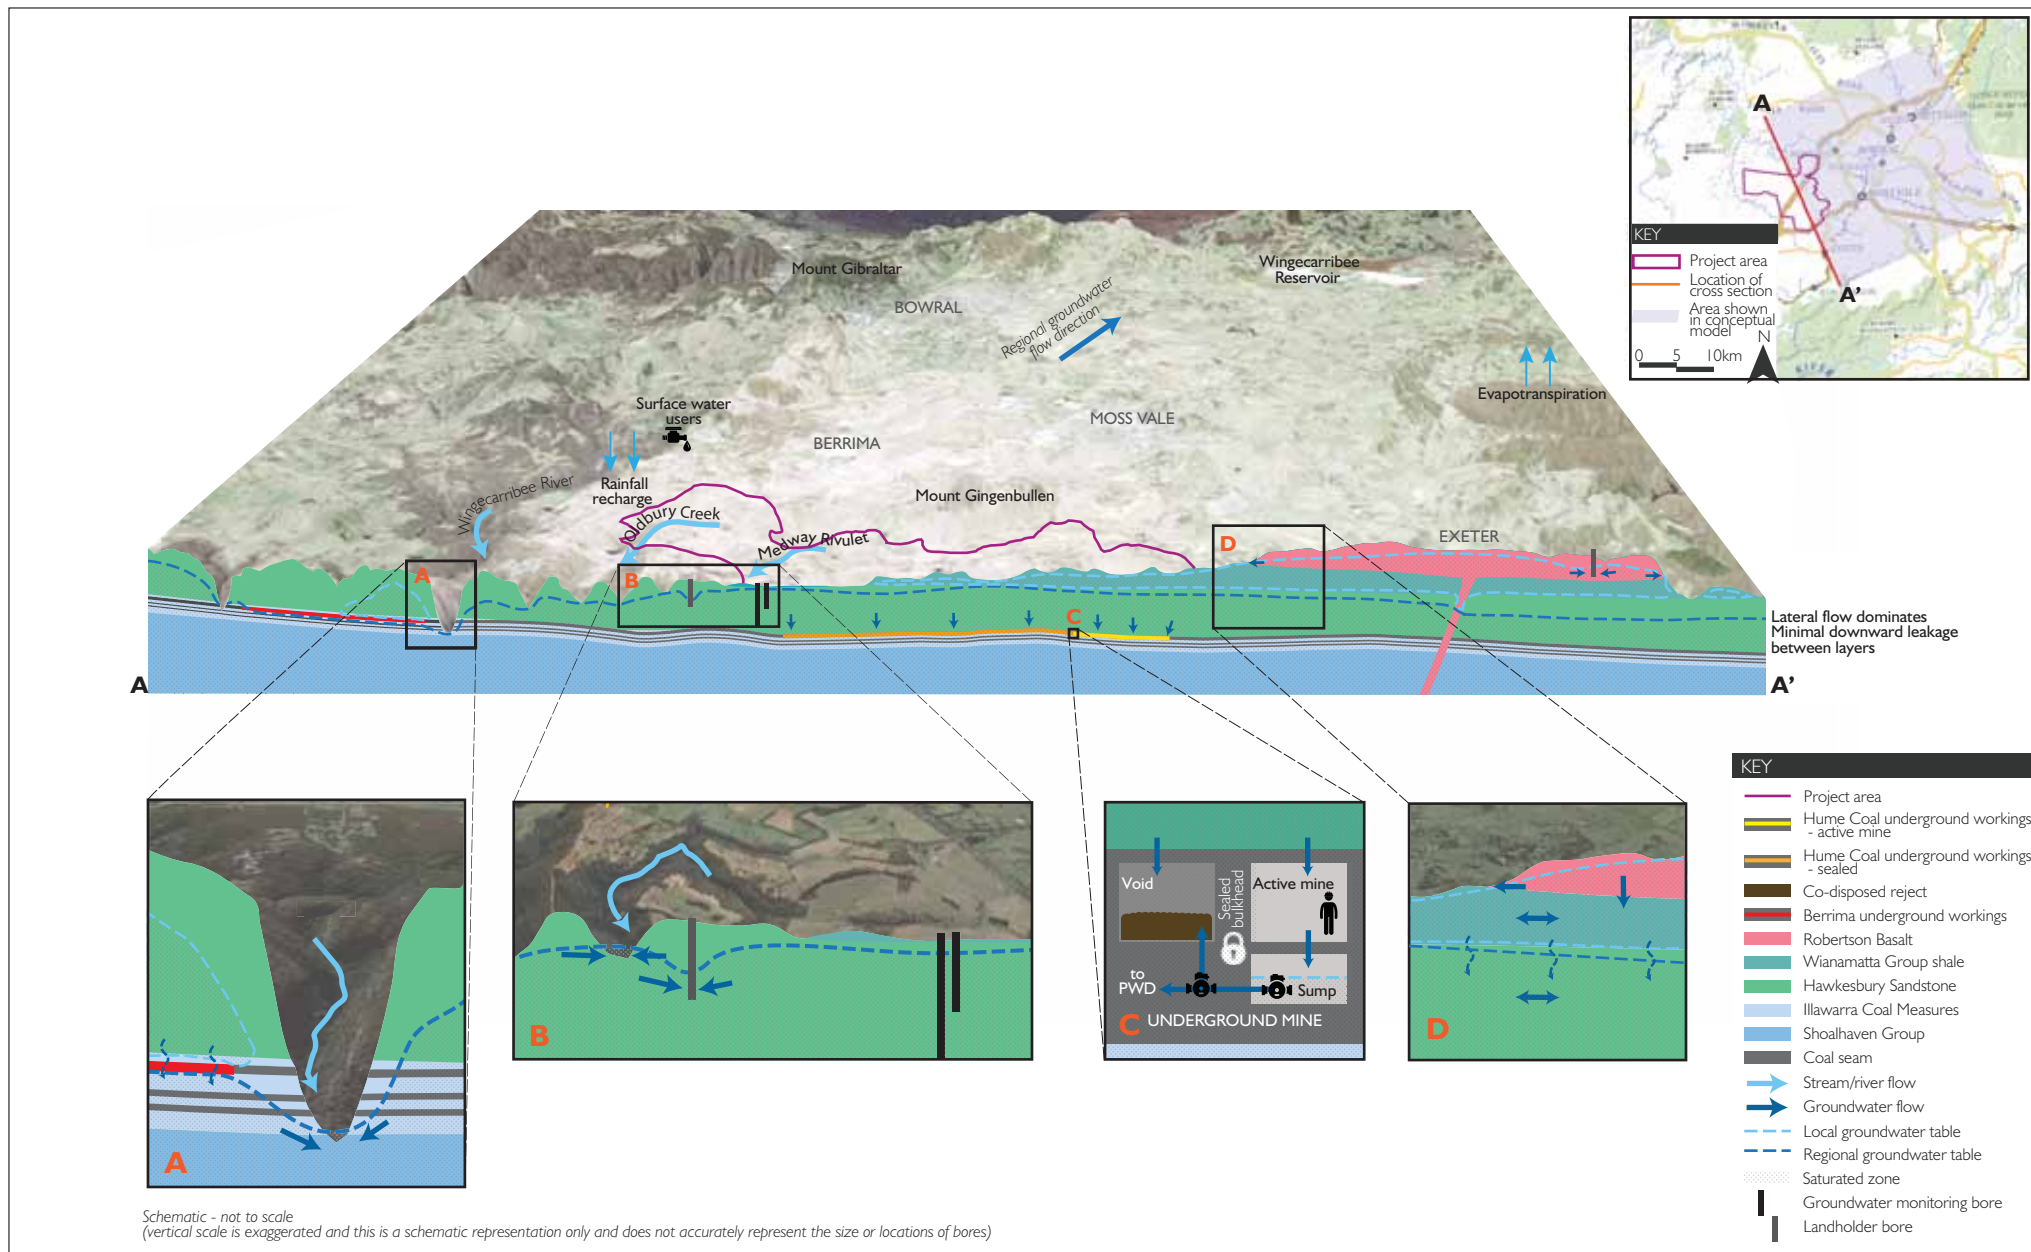 A
A'
KEY
Project area
Location of
cross section
Area shown
in conceptual
model
N
0 5 10km
Mount Gibraltar
Wingecarribee
Reservoir
BOWRAL
Regional groundwater
flow direction
Evapotranspiration
Surface water
users
MOSS VALE
BERRIMA
Wingecarribee River
Rainfall
recharge
Mount Gingenbullen
Oldbury Creek
Medway Rivulet
EXETER
A
B
C
D
Lateral flow dominates
Minimal downward leakage
between layers
A
A'
A
B
Void
Sealed
bulkhead
Active mine
to
PWD
Sump
C UNDERGROUND MINE
D
KEY
Project area
Hume Coal underground workings
- active mine
Hume Coal underground workings
- sealed
Co-disposed reject
Berrima underground workings
Robertson Basalt
Wianamatta Group shale
Hawkesbury Sandstone
Illawarra Coal Measures
Shoalhaven Group
Coal seam
Stream/river flow
Groundwater flow
Local groundwater table
Regional groundwater table
Saturated zone
Groundwater monitoring bore
Landholder bore
Schematic - not to scale
(vertical scale is exaggerated and this is a schematic representation only and does not accurately represent the size or locations of bores)